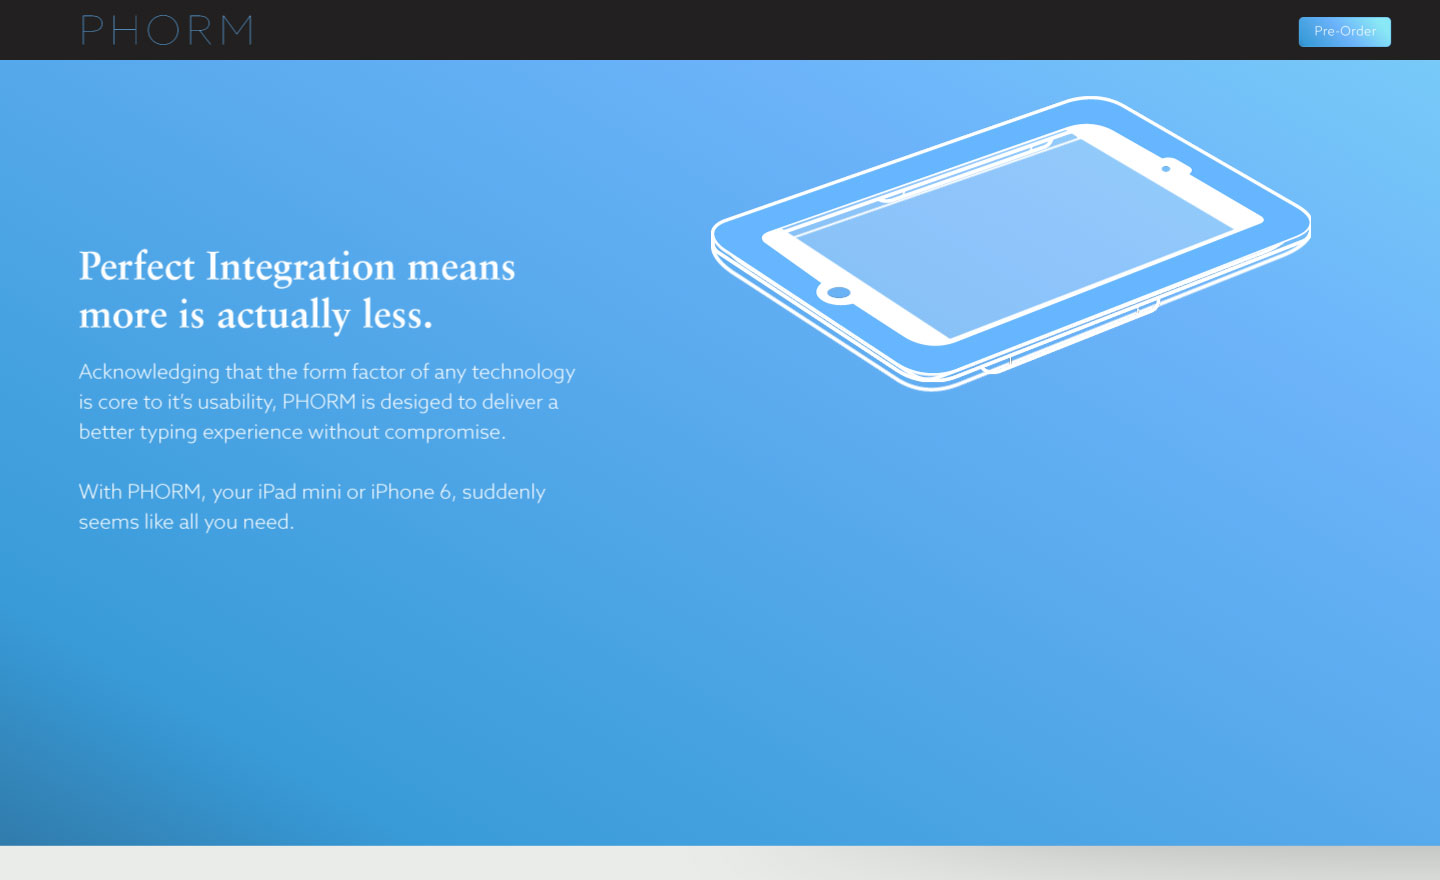 PHORM
Pre-Order
Perfect Integration means
more is actually less.
Acknowledging that the form factor of any technology
is core to it's usability, PHORM is desiged to deliver a
better typing experience without compromise.
With PHORM, your iPad mini or iPhone 6, suddenly
seems like all you need.